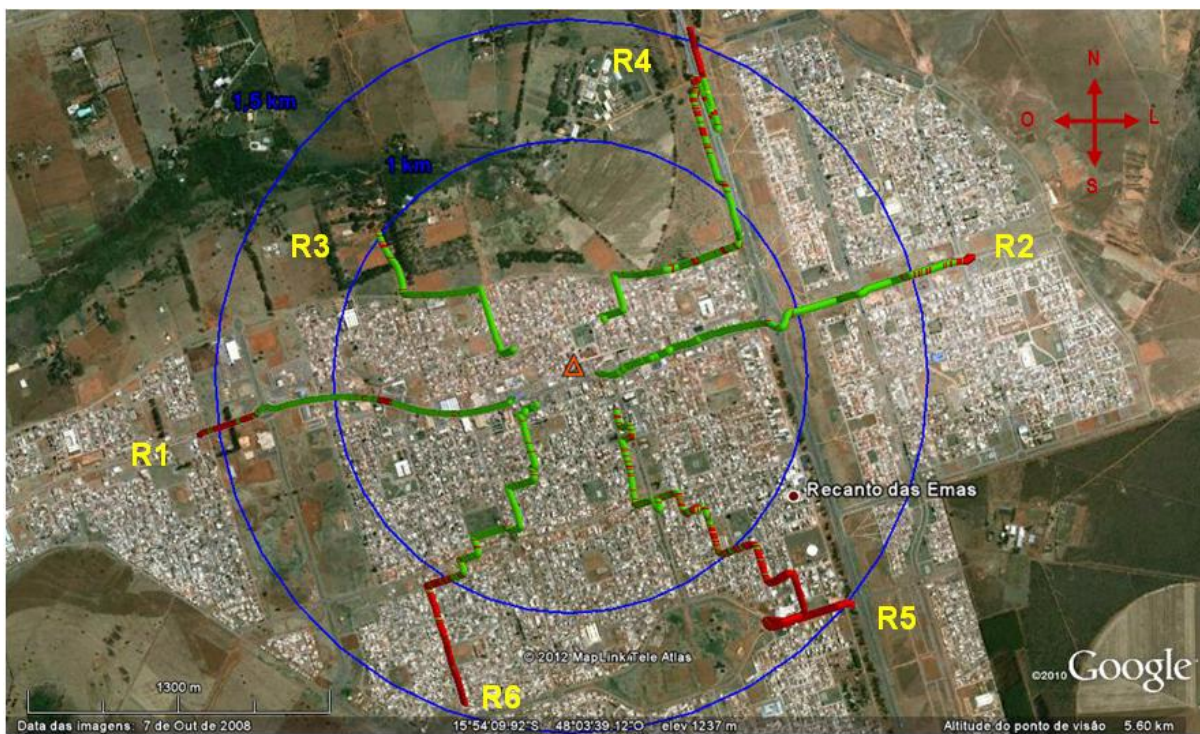 R4
N
O L
S
1,5 km
1 km
R3
R2
R1
Recanto das Emas
R5
© 2012 MapLink/Tele Atlas
R6
1300 m
©2010 Google
Data das imagens: 7 de Out de 2008 15°54'09.92"S 48°03'39.12"O elev 1237 m Altitude do ponto de visão 5.60 km